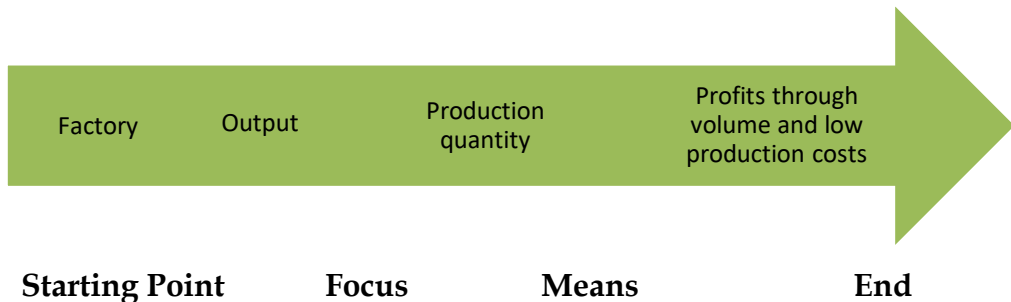 Factory
Output
Production
quantity
Profits through
volume and low
production costs
Starting Point Focus Means End